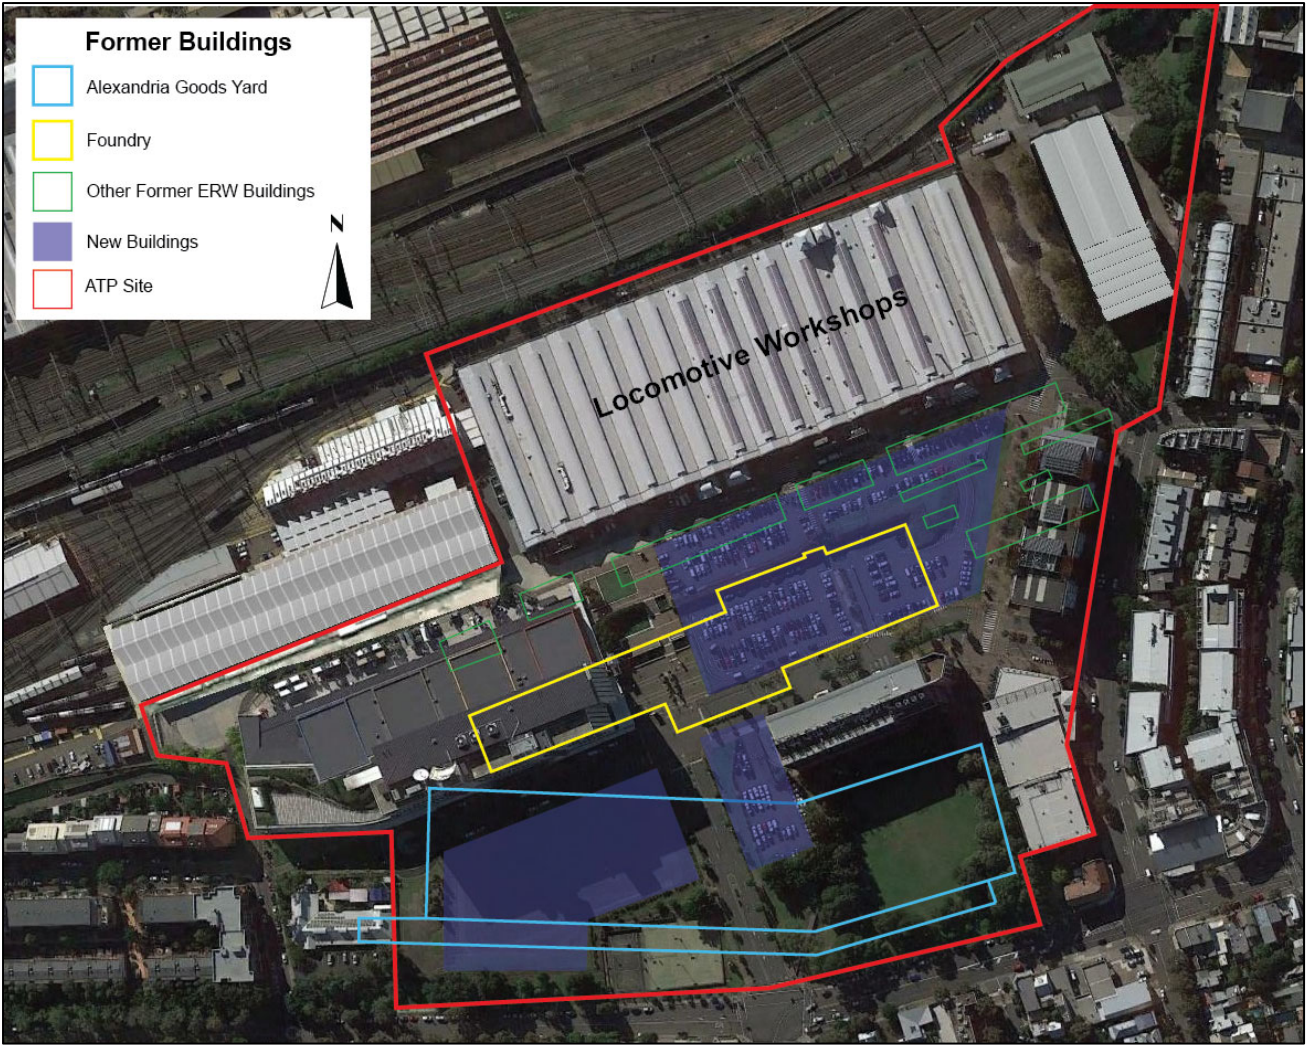 Former Buildings
Alexandria Goods Yard
Foundry
Other Former ERW Buildings
New Buildings
ATP Site
N
Locomotive Workshops